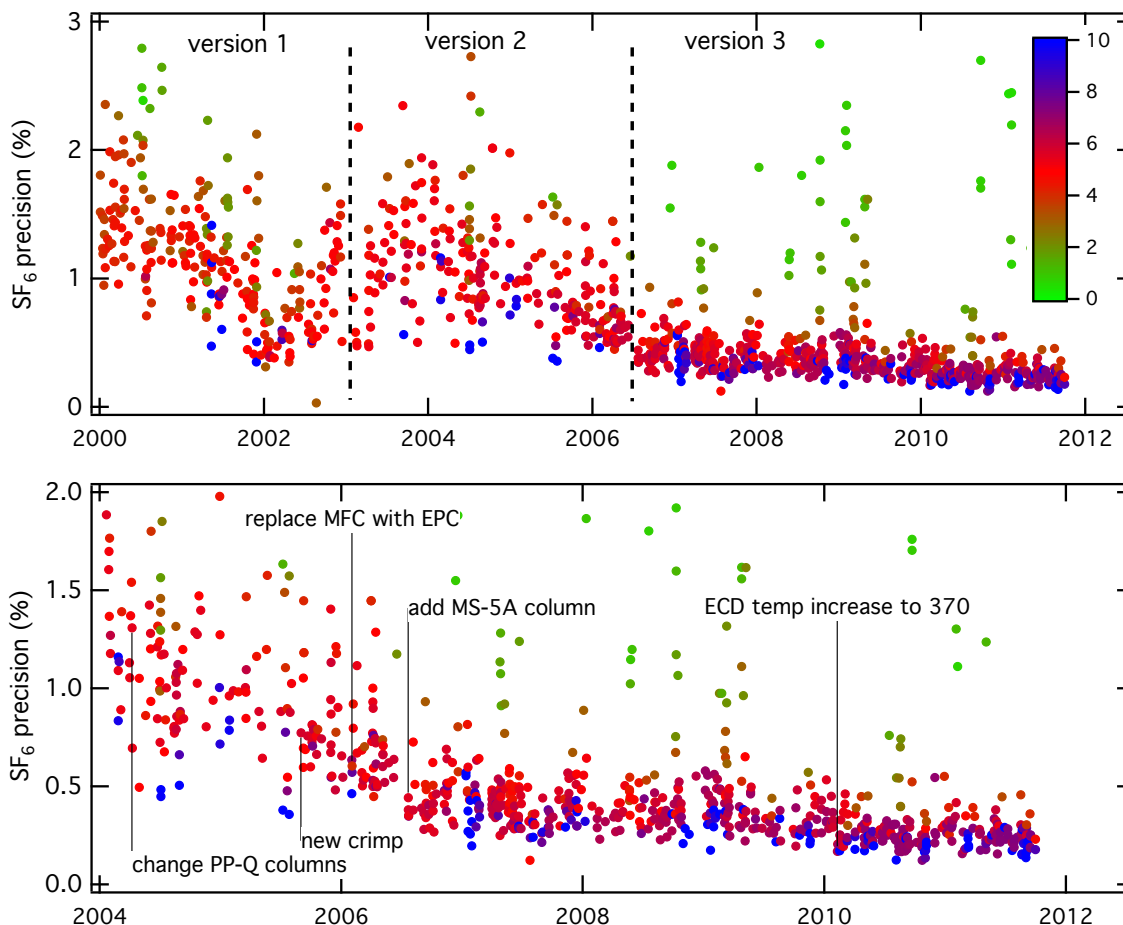 version 1
version 2
version 3
SF6 precision (%)
3
2
1
0
2000
2002
2004
2006
2008
2010
2012
10
8
6
4
2
0
SF6 precision (%)
2.0
1.5
1.0
0.5
0.0
replace MFC with EPC
add MS-5A column
ECD temp increase to 370
new crimp
change PP-Q columns
2004
2006
2008
2010
2012